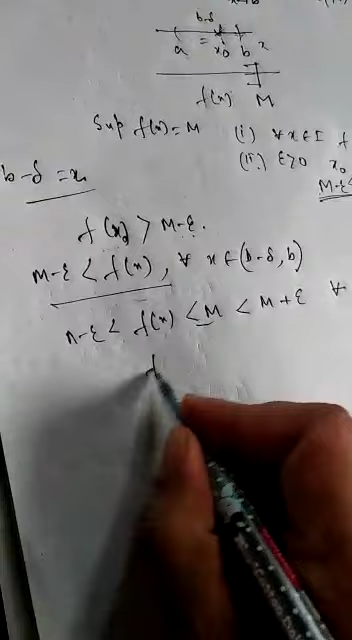 b-δ
a = x₀ b x
f(x) M
Sup f(x) = M (i) ∀ x ∈ I f
(ii) ε>0 x₀
b-δ = x₀ M-ε<
f(x₀) > M-ε.
M-ε < f(x), ∀ x ∈ (b-δ, b)
M-ε < f(x) ≤ M < M+ε ∀
f